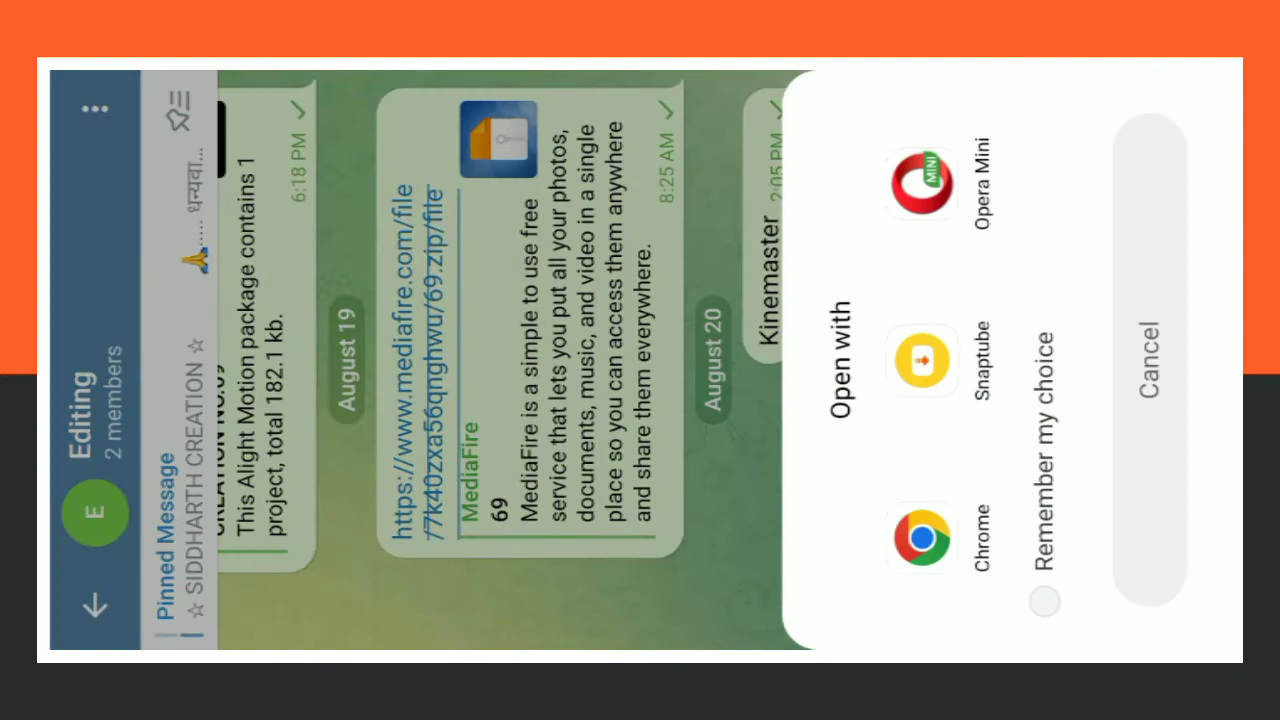 Editing
2 members
E
Pinned Message
☆ SIDDHARTH CREATION ☆ 🙏..... धन्यवा...
This Alight Motion package contains 1
project, total 182.1 kb.
6:18 PM
August 19
https://www.mediafire.com/file
/7k40zxa56qnghwu/69.zip/file
MediaFire
69
MediaFire is a simple to use free
service that lets you put all your photos,
documents, music, and video in a single
place so you can access them anywhere
and share them everywhere.
8:25 AM
August 20
Kinemaster
2:05 PM
Open with
Chrome
Snaptube
MINI
Opera Mini
Remember my choice
Cancel